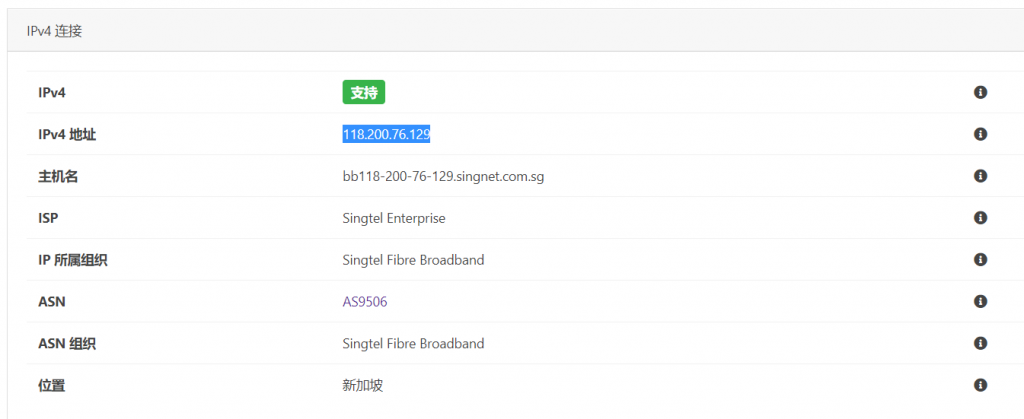 IPv4 连接
IPv4 支持
IPv4 地址 118.200.76.129
主机名 bb118-200-76-129.singnet.com.sg
ISP Singtel Enterprise
IP 所属组织 Singtel Fibre Broadband
ASN AS9506
ASN 组织 Singtel Fibre Broadband
位置 新加坡